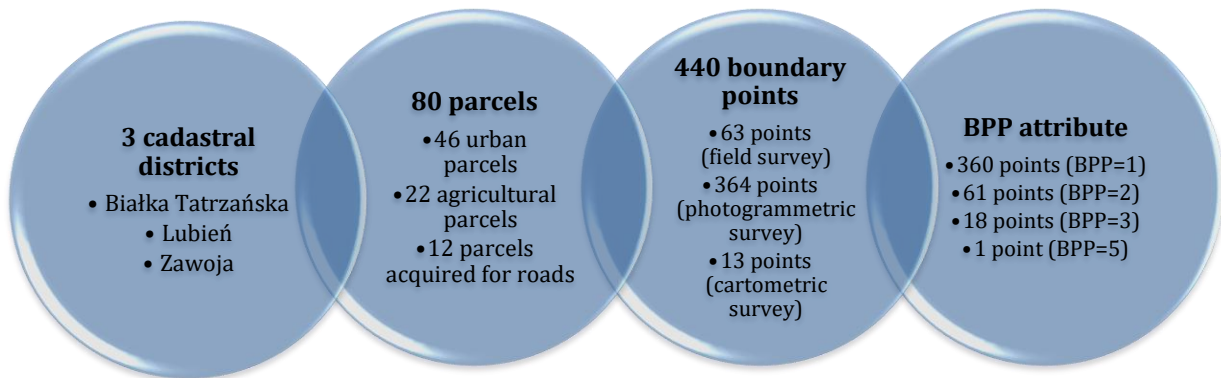 3 cadastral
districts
• Białka Tatrzańska
• Lubień
• Zawoja
80 parcels
•46 urban
parcels
•22 agricultural
parcels
•12 parcels
acquired for roads
440 boundary
points
•63 points
(field survey)
•364 points
(photogrammetric
survey)
•13 points
(cartometric
survey)
BPP attribute
•360 points (BPP=1)
•61 points (BPP=2)
•18 points (BPP=3)
•1 point (BPP=5)